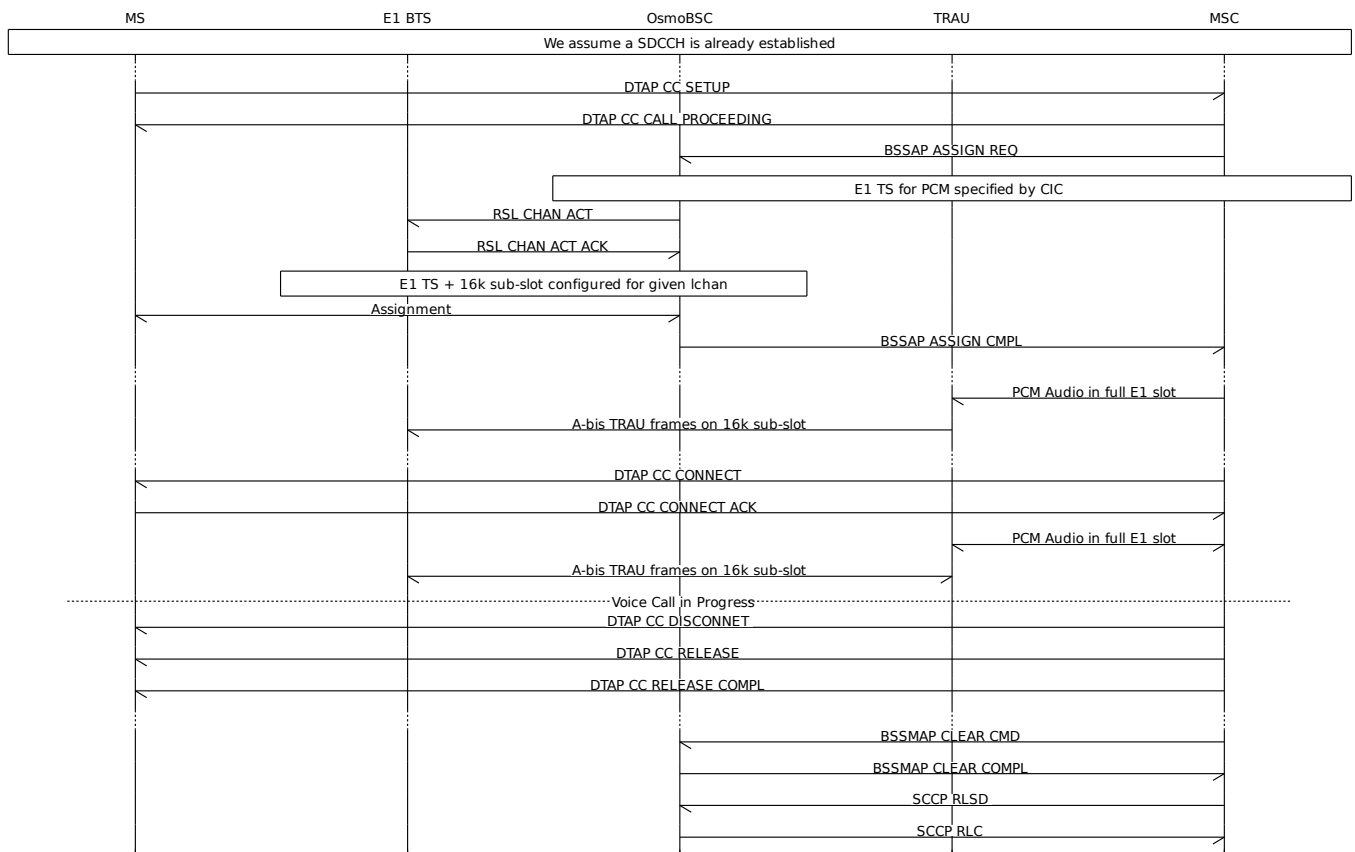 MS E1 BTS OsmoBSC TRAU MSC
We assume a SDCCH is already established
DTAP CC SETUP
DTAP CC CALL PROCEEDING
BSSAP ASSIGN REQ
E1 TS for PCM specified by CIC
RSL CHAN ACT
RSL CHAN ACT ACK
E1 TS + 16k sub-slot configured for given lchan
Assignment
BSSAP ASSIGN CMPL
PCM Audio in full E1 slot
A-bis TRAU frames on 16k sub-slot
DTAP CC CONNECT
DTAP CC CONNECT ACK
PCM Audio in full E1 slot
A-bis TRAU frames on 16k sub-slot
Voice Call in Progress
DTAP CC DISCONNET
DTAP CC RELEASE
DTAP CC RELEASE COMPL
BSSMAP CLEAR CMD
BSSMAP CLEAR COMPL
SCCP RLSD
SCCP RLC